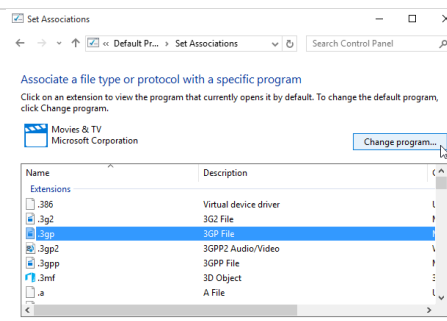 Set Associations
« Default Pr... › Set Associations
Search Control Panel
Associate a file type or protocol with a specific program
Click on an extension to view the program that currently opens it by default. To change the default program,
click Change program.
Movies & TV
Microsoft Corporation
Change program...
Name Description
Extensions
.386 Virtual device driver
.3g2 3G2 File
.3gp 3GP File
.3gp2 3GPP2 Audio/Video
.3gpp 3GPP File
.3mf 3D Object
.a A File